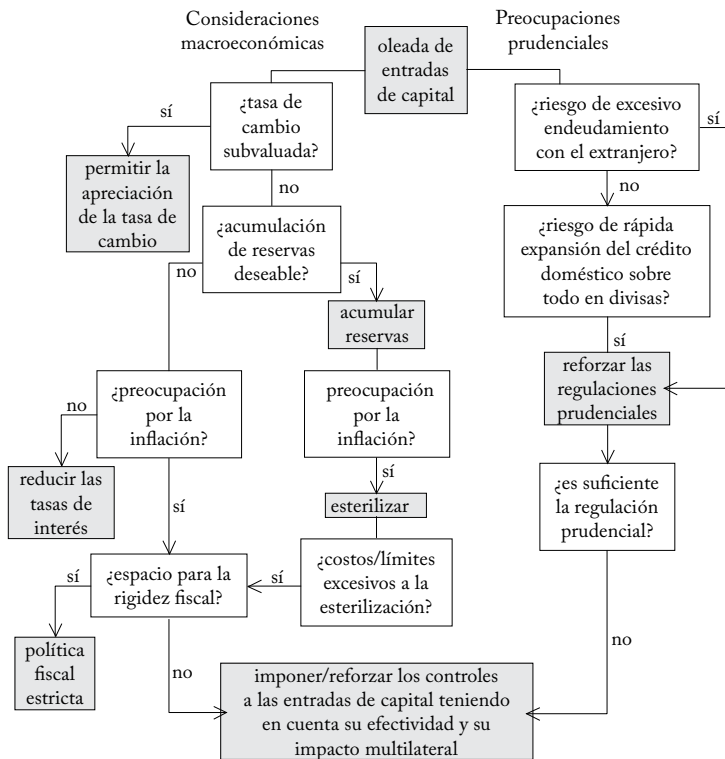 Consideraciones
macroeconómicas
Preocupaciones
prudenciales
oleada de
entradas
de capital
¿tasa de
cambio
subvaluada?
sí
permitir la
apreciación
de la tasa de
cambio
no
¿acumulación
de reservas
deseable?
no
sí
acumular
reservas
¿preocupación
por la
inflación?
no
reducir las
tasas de
interés
sí
preocupación
por la
inflación?
sí
esterilizar
¿costos/límites
excesivos a la
esterilización?
sí
¿espacio para la
rigidez fiscal?
sí
política
fiscal
estricta
no
¿riesgo de excesivo
endeudamiento
con el extranjero?
sí
no
¿riesgo de rápida
expansión del crédito
doméstico sobre
todo en divisas?
sí
reforzar las
regulaciones
prudenciales
¿es suficiente
la regulación
prudencial?
no
imponer/reforzar los controles
a las entradas de capital teniendo
en cuenta su efectividad y su
impacto multilateral